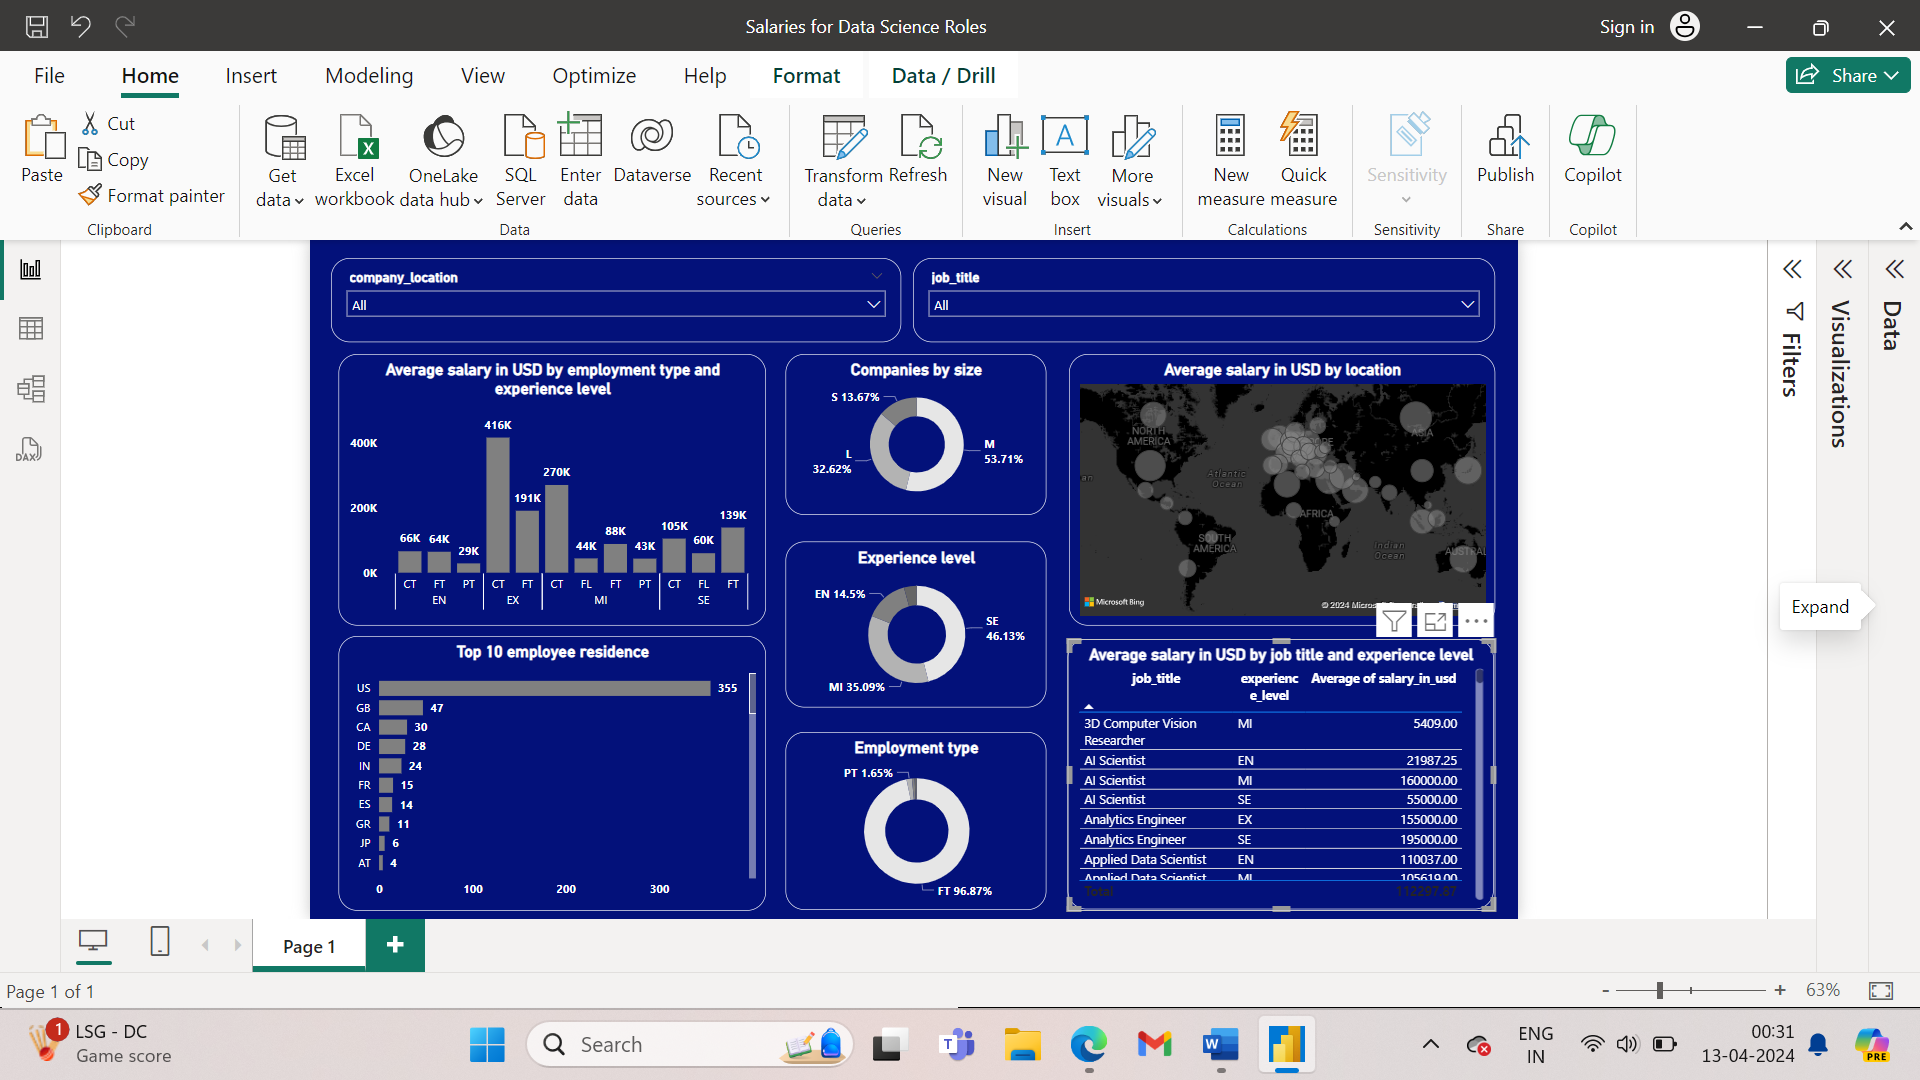 Salaries for Data Science Roles
Sign in
File Home Insert Modeling View Optimize Help Format Data / Drill
Share
Paste
Cut
Copy
Format painter
Clipboard
Get data
Excel workbook
OneLake data hub
SQL Server
Enter data
Dataverse
Recent sources
Data
Transform data
Refresh
Queries
New visual
Text box
More visuals
Insert
New measure
Quick measure
Calculations
Sensitivity
Sensitivity
Publish
Share
Copilot
Copilot
DAX
company_location
All
job_title
All
Average salary in USD by employment type and
experience level
400K
200K
0K
66K 64K 29K 416K 191K 270K 44K 88K 43K 105K 60K 139K
CT FT PT CT FT CT FL FT PT CT FL FT
EN EX MI SE
Companies by size
S 13.67%
L
32.62%
M
53.71%
Average salary in USD by location
NORTH
AMERICA
ASIA
Atlantic
Ocean
AFRICA
SOUTH
AMERICA
Indian
Ocean
AUSTRAL
Microsoft Bing
© 2024
Experience level
EN 14.5%
SE
46.13%
MI 35.09%
Employment type
PT 1.65%
FT 96.87%
Top 10 employee residence
US 355
GB 47
CA 30
DE 28
IN 24
FR 15
ES 14
GR 11
JP 6
AT 4
0 100 200 300
Average salary in USD by job title and experience level
job_title experienc Average of salary_in_usd
e_level
3D Computer Vision MI 5409.00
Researcher
AI Scientist EN 21987.25
AI Scientist MI 160000.00
AI Scientist SE 55000.00
Analytics Engineer EX 155000.00
Analytics Engineer SE 195000.00
Applied Data Scientist EN 110037.00
Applied Data Scientist MI 105619.00
Total 112297.87
Expand
Filters
Visualizations
Data
Page 1
+
Page 1 of 1
- + 63%
1
LSG - DC
Game score
Search
ENG
IN
00:31
13-04-2024
PRE